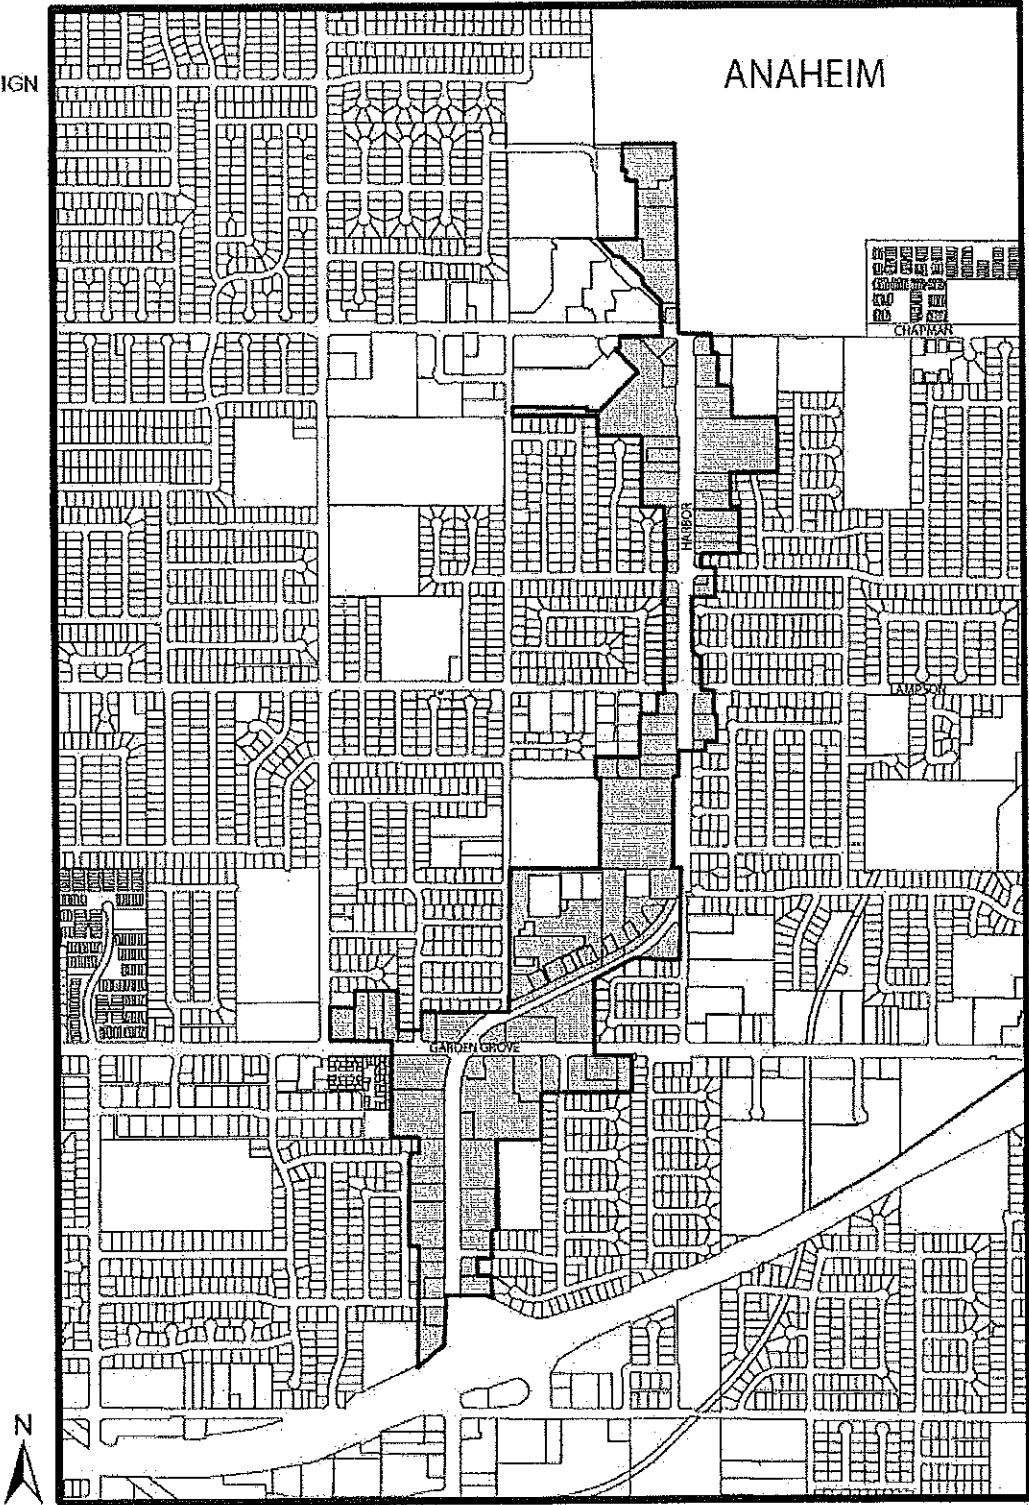 ANAHEIM
IGN
CHAPMAN
HARBOR
LAMPSON
GARDEN GROVE
N